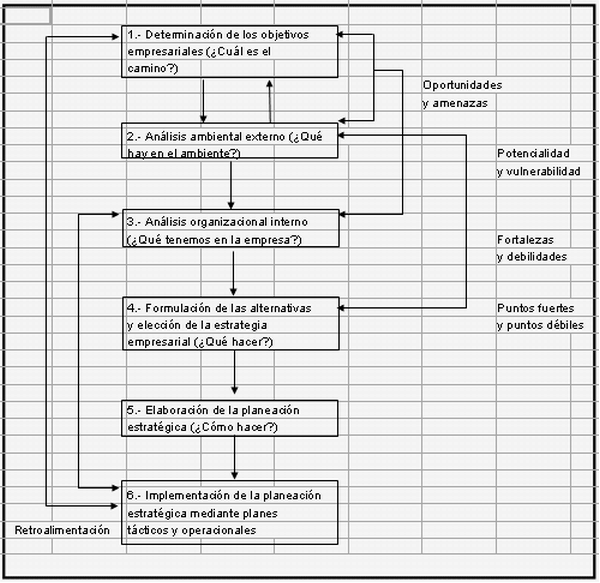 1.- Determinación de los objetivos
empresariales (¿Cuál es el
camino?)
Oportunidades
y amenazas
2.- Análisis ambiental externo (¿Qué
hay en el ambiente?)
Potencialidad
y vulnerabilidad
3.- Análisis organizacional interno
(¿Qué tenemos en la empresa?)
Fortalezas
y debilidades
4.- Formulación de las alternativas
y elección de la estrategia
empresarial (¿Qué hacer?)
Puntos fuertes
y puntos débiles
5.- Elaboración de la planeación
estratégica (¿Cómo hacer?)
6.- Implementación de la planeación
estratégica mediante planes
tácticos y operacionales
Retroalimentación